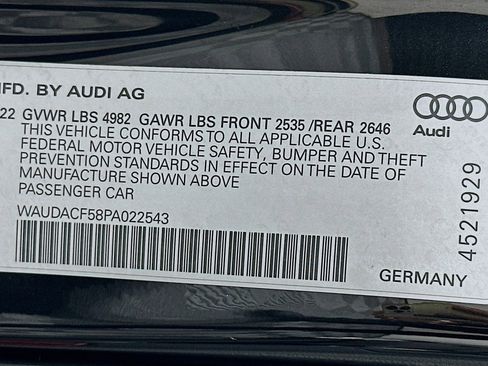 MFD. BY AUDI AG
22 GVWR LBS 4982 GAWR LBS FRONT 2535 /REAR 2646
THIS VEHICLE CONFORMS TO ALL APPLICABLE U.S.
FEDERAL MOTOR VEHICLE SAFETY, BUMPER AND THEFT
PREVENTION STANDARDS IN EFFECT ON THE DATE OF
MANUFACTURE SHOWN ABOVE
PASSENGER CAR
WAUDACF58PA022543
Audi
4521929
GERMANY